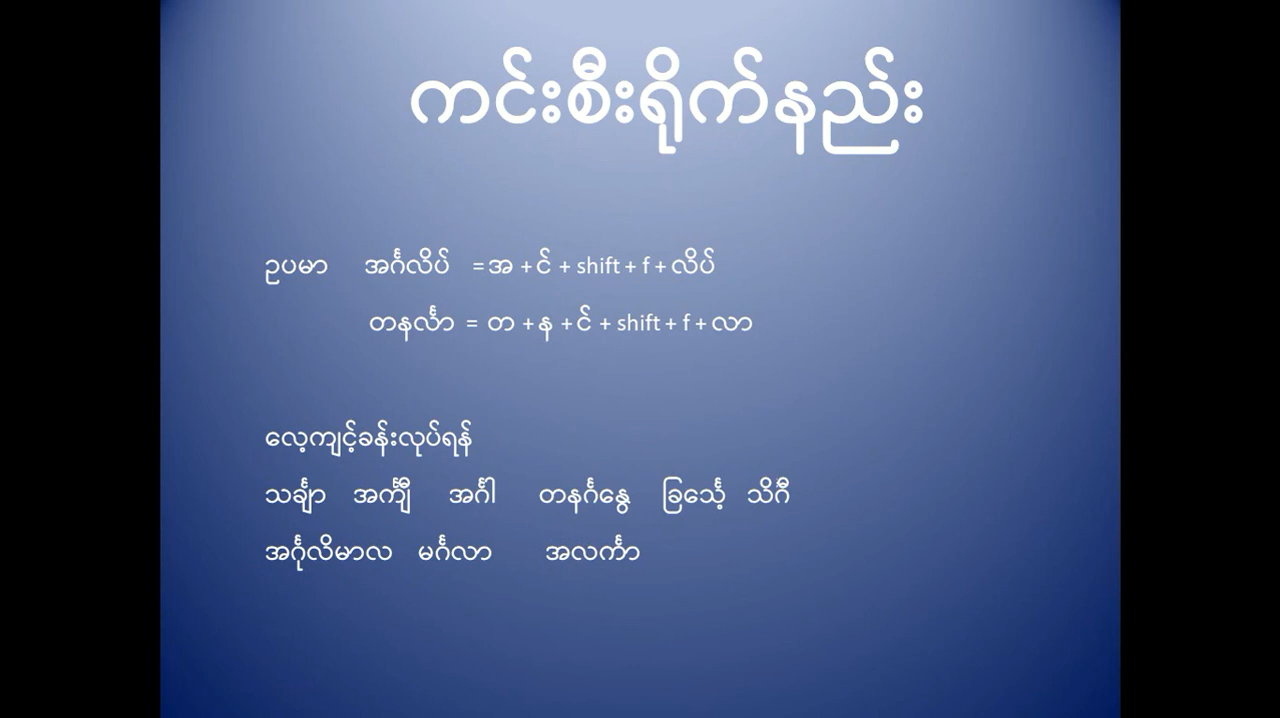 ကင်းစီးရိုက်နည်း
ဥပမာ အင်္ဂလိပ် =အ + င် + shift + f + လိပ်
တနင်္လာ = တ + န + င် + shift + f + လာ
လေ့ကျင့်ခန်းလုပ်ရန်
သင်္ချာ အင်္ကျီ အင်္ဂါ တနင်္ဂနွေ ခြင်္သေ့ သိင်္ဂီ
အင်္ဂုလိမာလ မင်္ဂလာ အလင်္ကာ